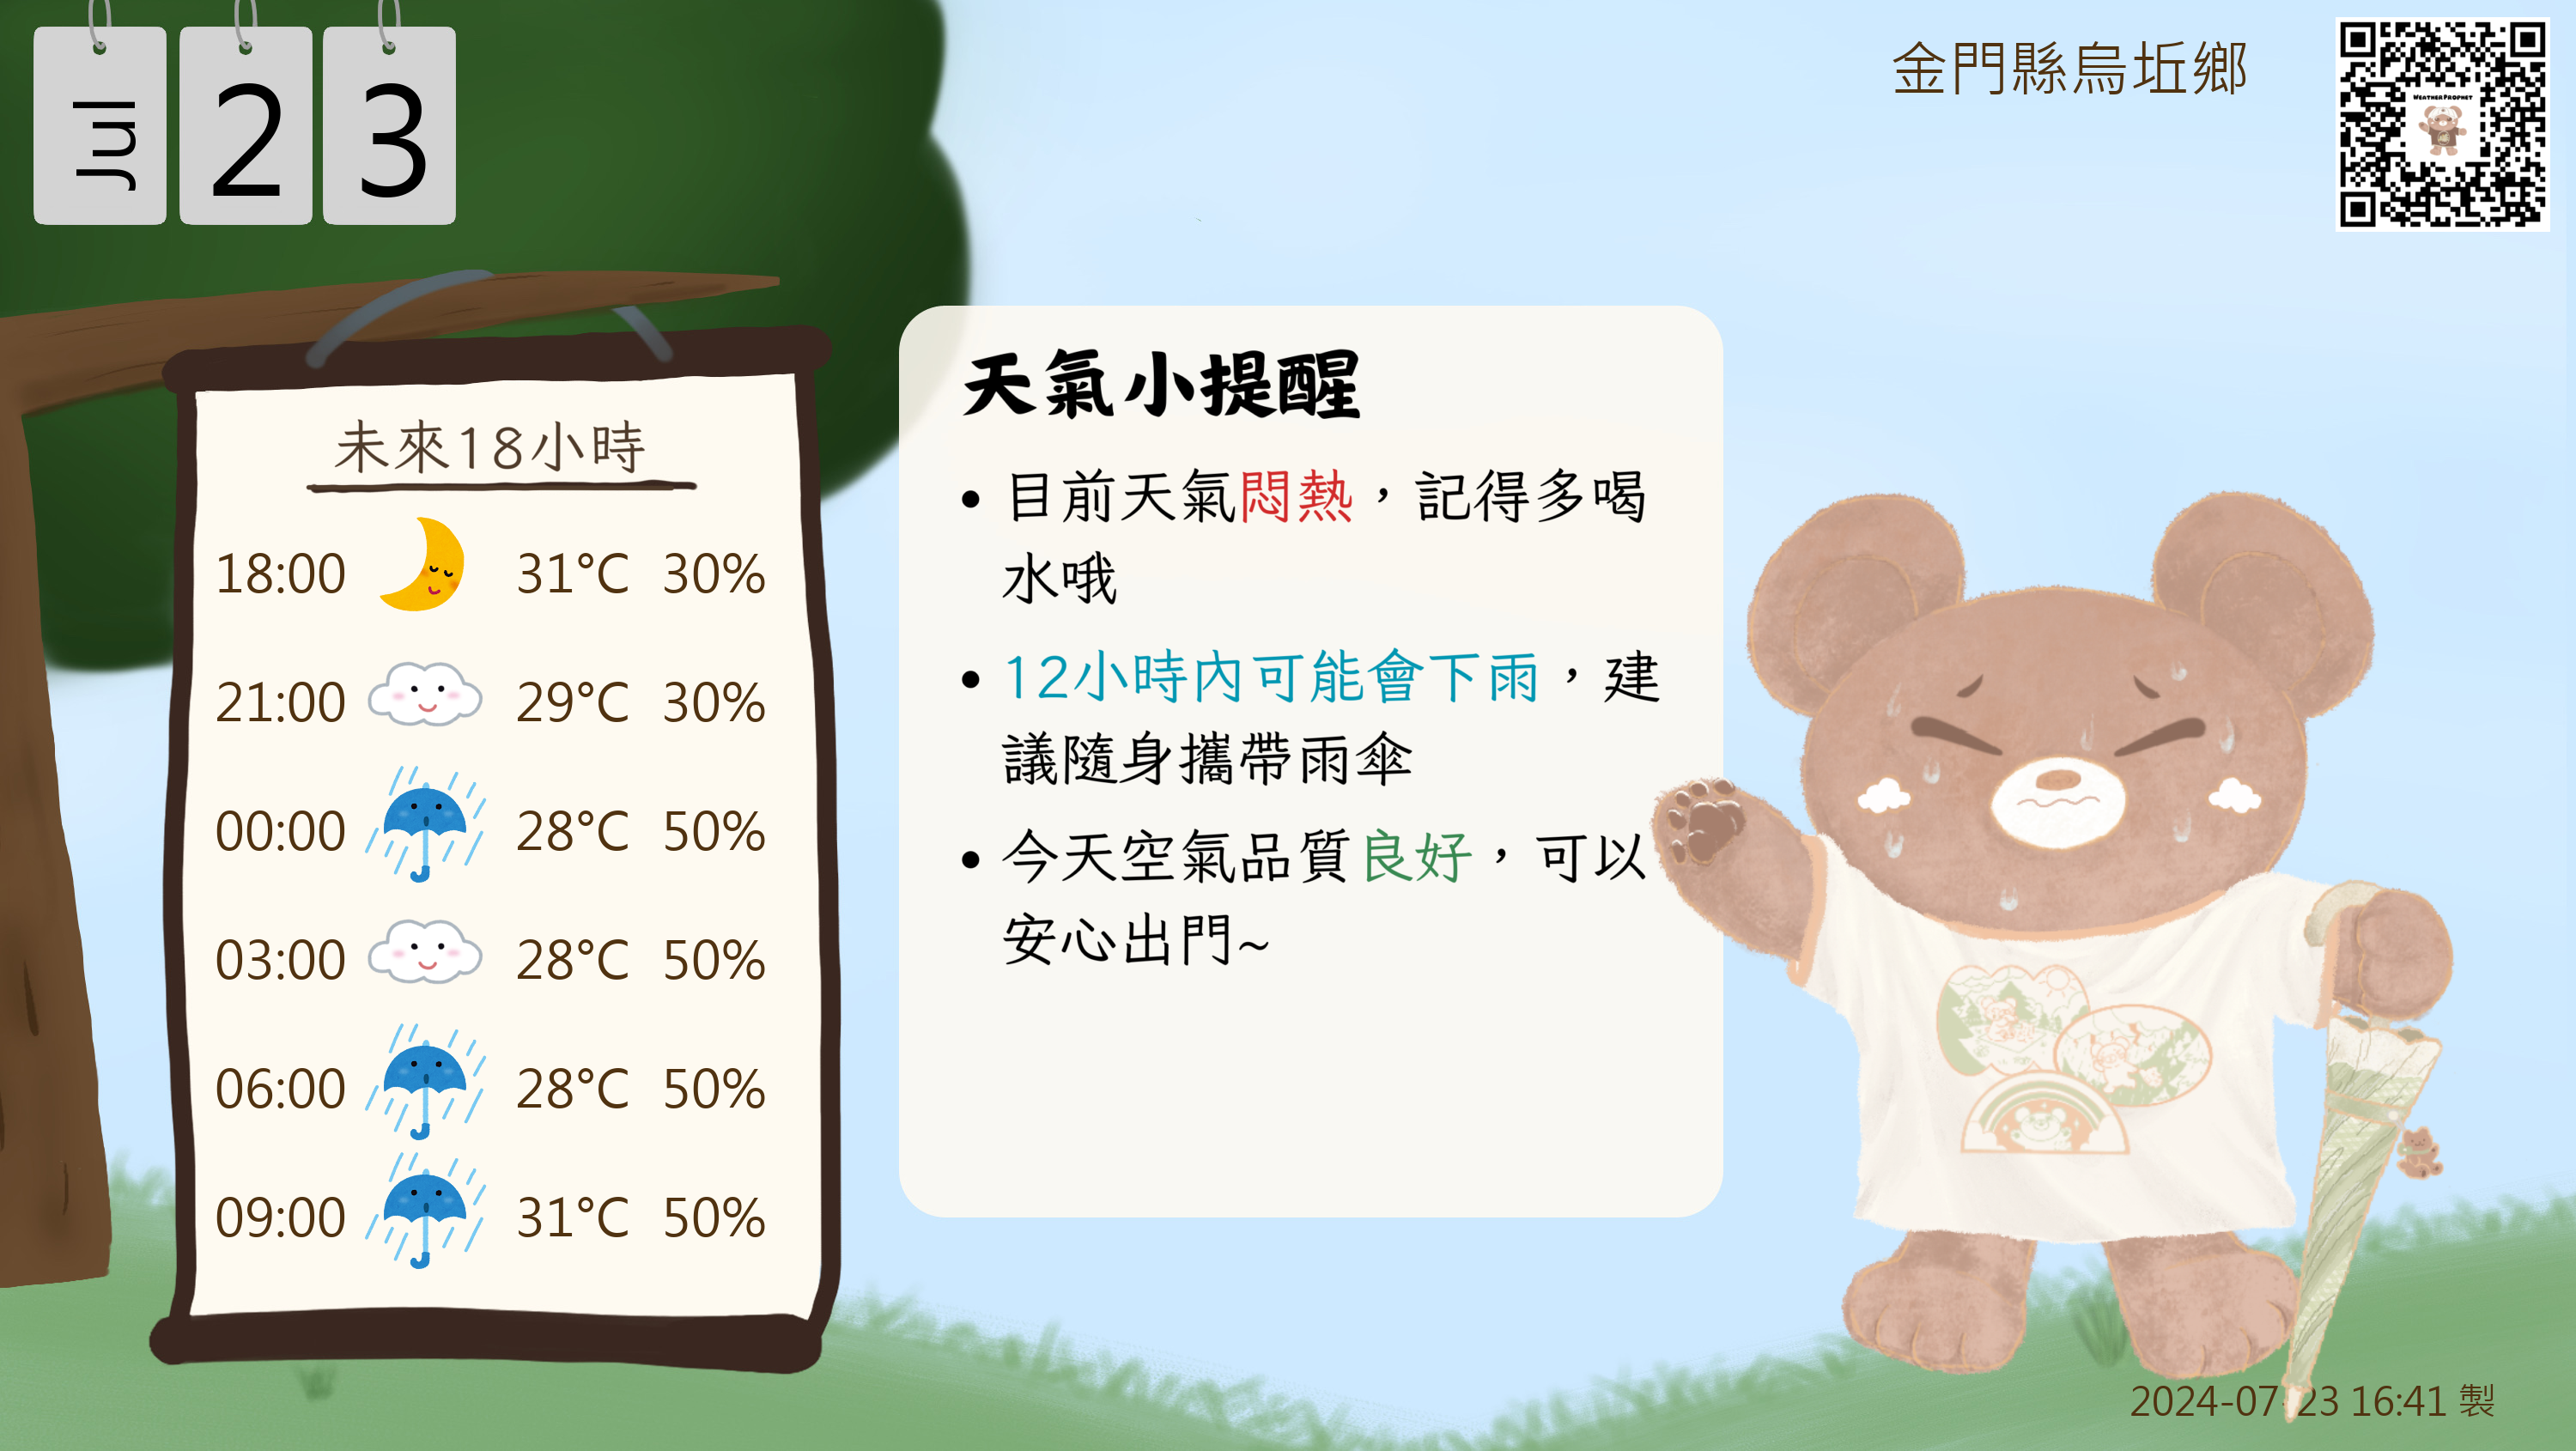 Jul
2
3
金門縣烏坵鄉
WEATHER PROPHET
未來18小時
18:00 31°C 30%
21:00 29°C 30%
00:00 28°C 50%
03:00 28°C 50%
06:00 28°C 50%
09:00 31°C 50%
天氣小提醒
• 目前天氣悶熱，記得多喝
水哦
• 12小時內可能會下雨，建
議隨身攜帶雨傘
• 今天空氣品質良好，可以
安心出門~
2024-07-23 16:41 製